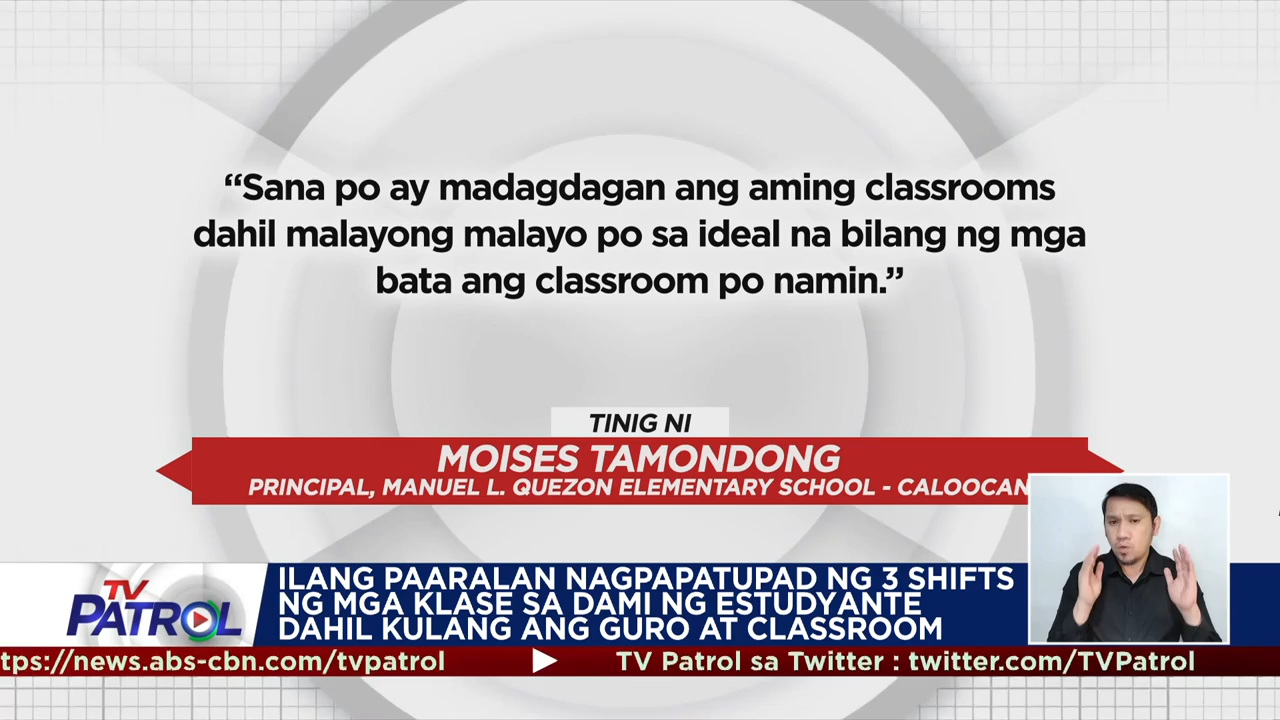 “Sana po ay madagdagan ang aming classrooms
dahil malayong malayo po sa ideal na bilang ng mga
bata ang classroom po namin.”
TINIG NI
MOISES TAMONDONG
PRINCIPAL, MANUEL L. QUEZON ELEMENTARY SCHOOL - CALOOCAN
TV
PATROL
ILANG PAARALAN NAGPAPATUPAD NG 3 SHIFTS
NG MGA KLASE SA DAMI NG ESTUDYANTE
DAHIL KULANG ANG GURO AT CLASSROOM
tps://news.abs-cbn.com/tvpatrol TV Patrol sa Twitter : twitter.com/TVPatrol